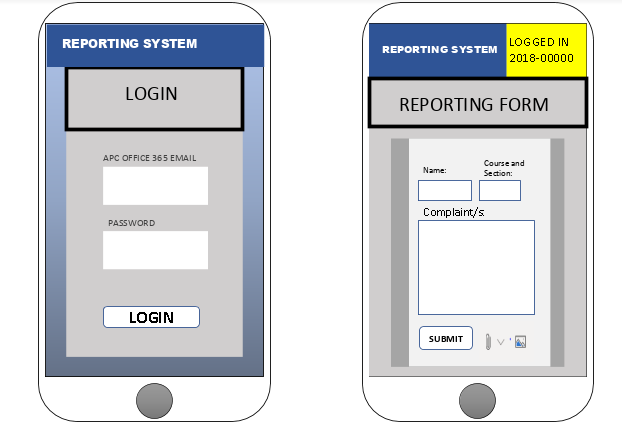 REPORTING SYSTEM
LOGIN
APC OFFICE 365 EMAIL
PASSWORD
LOGIN
REPORTING SYSTEM
LOGGED IN
2018-00000
REPORTING FORM
Name:
Course and
Section:
Complaint/s:
SUBMIT